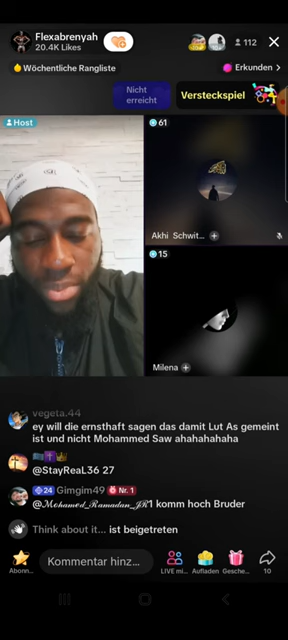 Flexabrenyah
20.4K Likes
112
Wöchentliche Rangliste
Erkunden >
Nicht
erreicht
Versteckspiel
Host
61
Akhi Schwit...
15
Milena
vegeta.44
ey will die ernsthaft sagen das damit Lut As gemeint
ist und nicht Mohammed Saw ahahahahaha
@StayReaL36 27
24 Gimgim49 Nr. 1
@𝓜𝓸𝓱𝓪𝓶𝓮𝓭_𝓡𝓪𝓶𝓪𝓭𝓪𝓷_𝓙𝓡1 komm hoch Bruder
Think about it... ist beigetreten
Kommentar hinz...
Abonn...
LIVE mi...
Aufladen
Gesche...
10